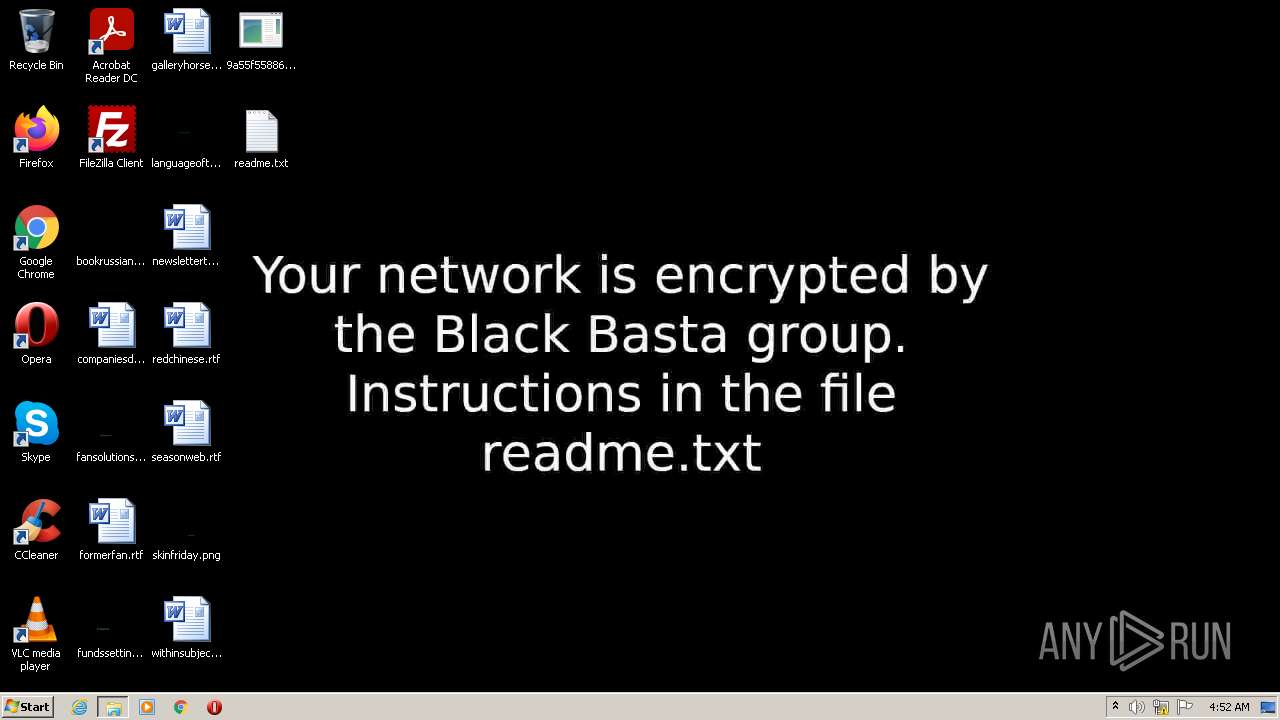 Recycle Bin
Acrobat
Reader DC
galleryhorse...
9a55f55886...
Firefox
FileZilla Client
languageoft...
readme.txt
Google
Chrome
bookrussian...
newslettert...
Your network is encrypted by
the Black Basta group.
Instructions in the file
readme.txt
Opera
companiesd...
redchinese.rtf
Skype
fansolutions...
seasonweb.rtf
CCleaner
formerfan.rtf
skinfriday.png
VLC media
player
fundssettin...
withinsubjec...
ANY RUN
Start
4:52 AM